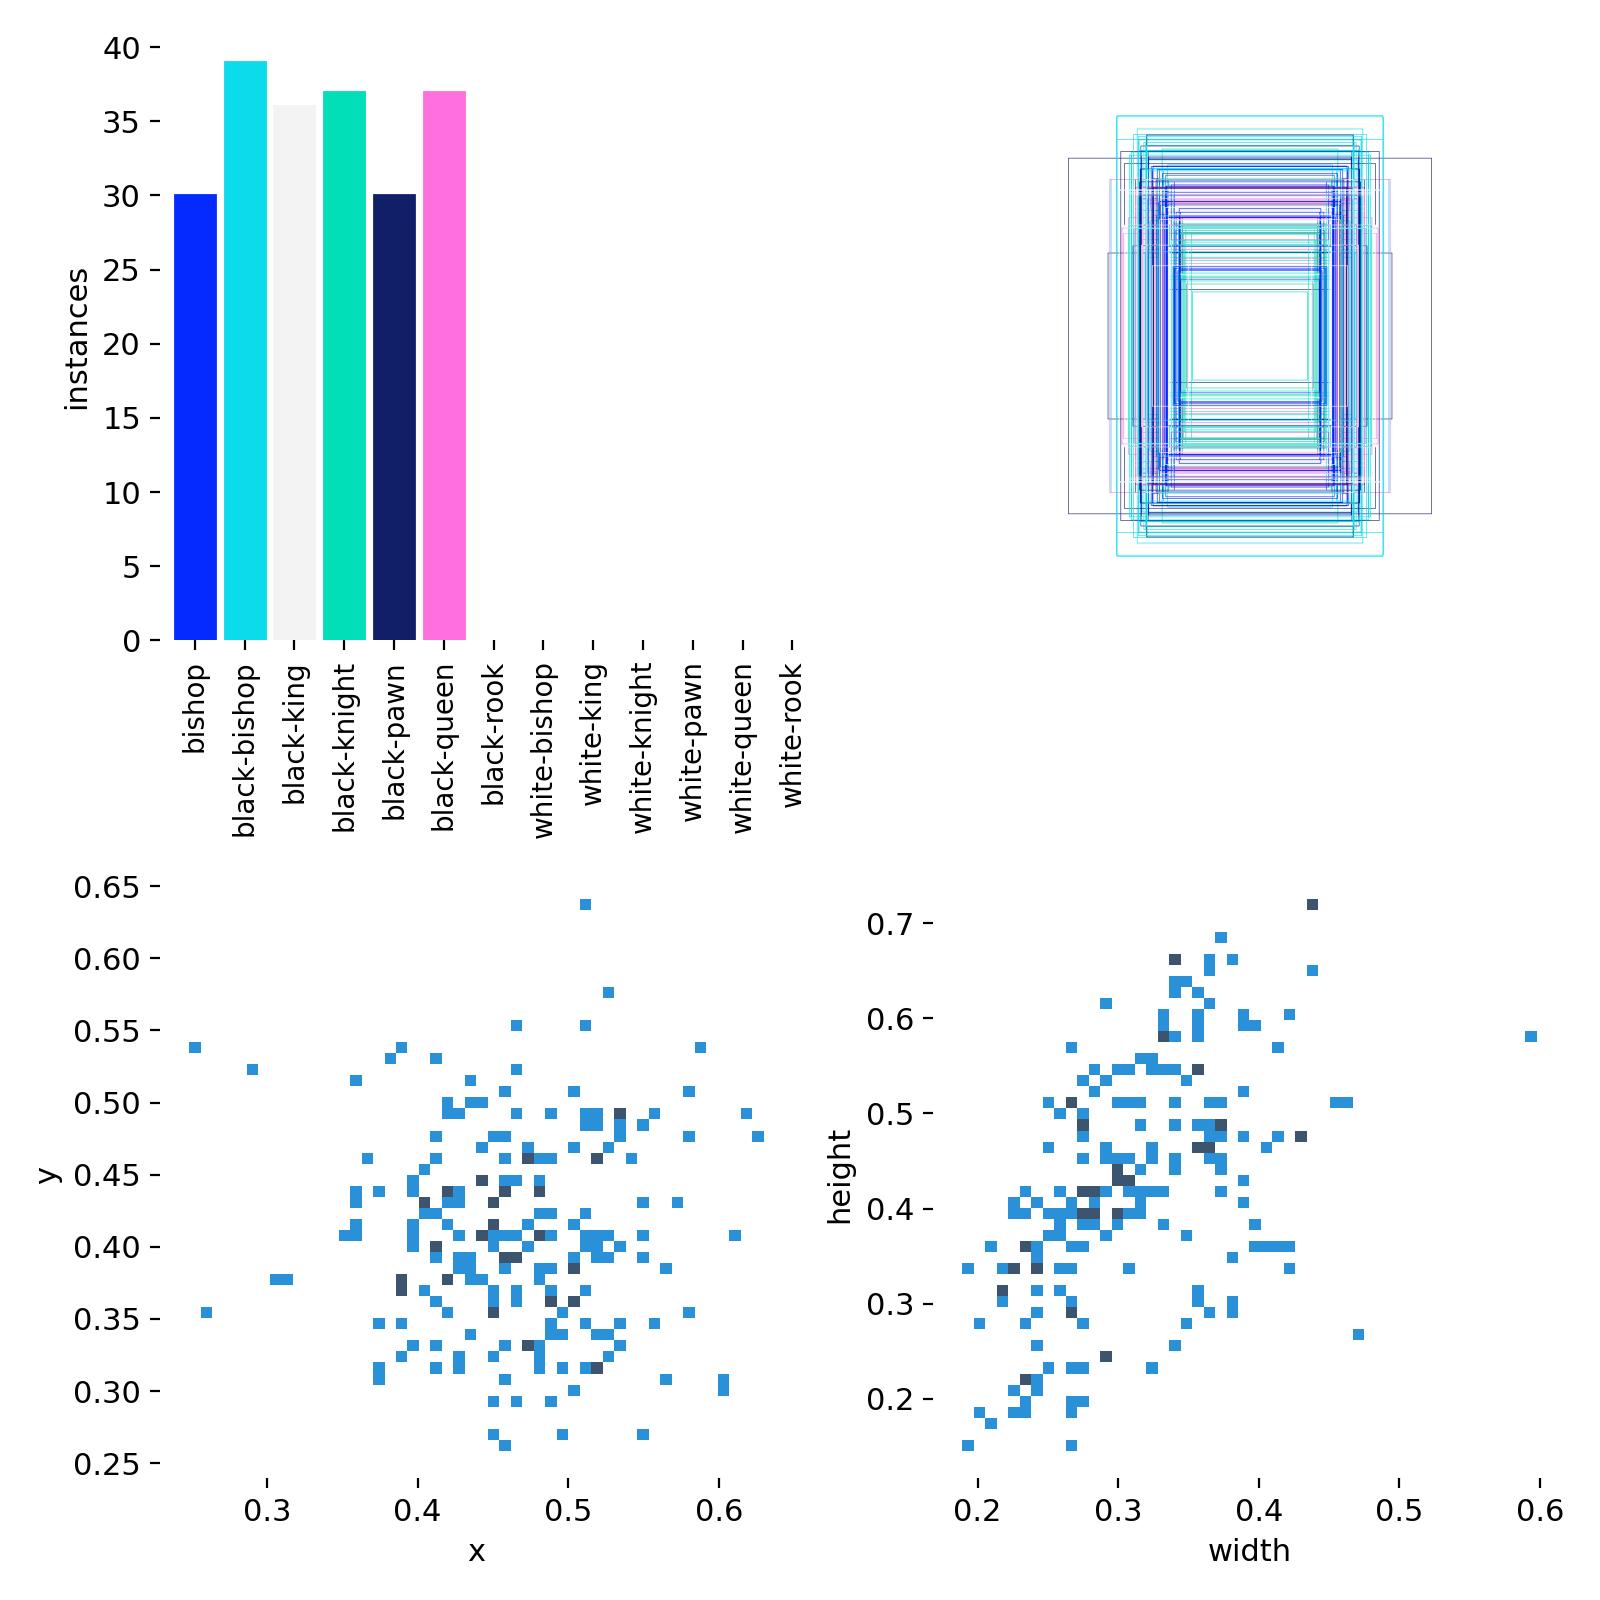 40
35
30
25
20
15
10
5
0
instances
bishop
black-bishop
black-king
black-knight
black-pawn
black-queen
black-rook
white-bishop
white-king
white-knight
white-pawn
white-queen
white-rook
0.65
0.60
0.55
0.50
0.45
0.40
0.35
0.30
0.25
y
0.3 0.4 0.5 0.6
x
0.7
0.6
0.5
0.4
0.3
0.2
height
0.2 0.3 0.4 0.5 0.6
width